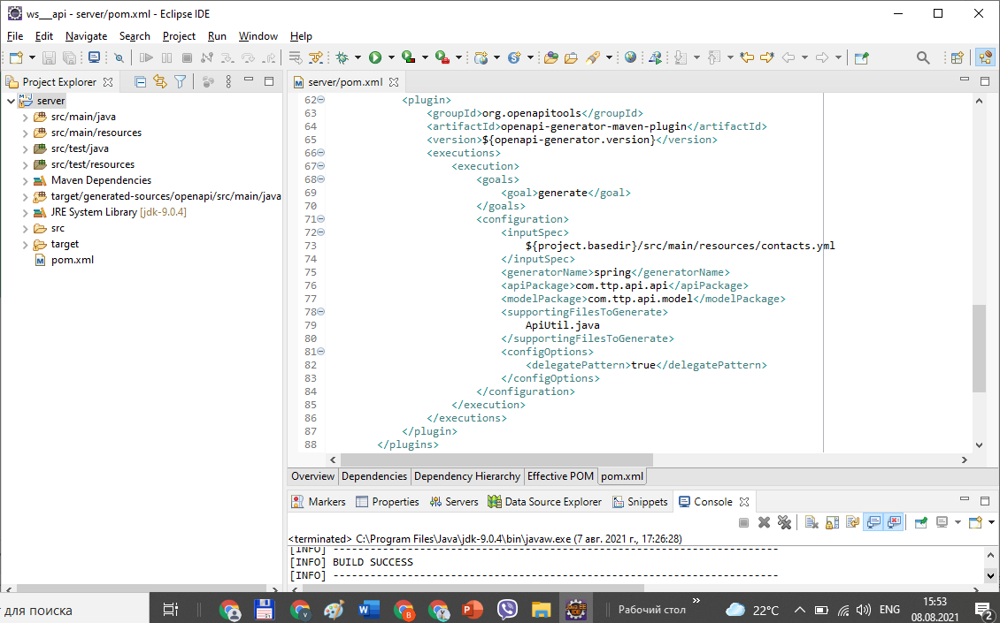 ws___api - server/pom.xml - Eclipse IDE
File Edit Navigate Search Project Run Window Help
Project Explorer
server
src/main/java
src/main/resources
src/test/java
src/test/resources
Maven Dependencies
target/generated-sources/openapi/src/main/java
JRE System Library [jdk-9.0.4]
src
target
pom.xml
server/pom.xml
62 <plugin>
63 <groupId>org.openapitools</groupId>
64 <artifactId>openapi-generator-maven-plugin</artifactId>
65 <version>${openapi-generator.version}</version>
66 <executions>
67 <execution>
68 <goals>
69 <goal>generate</goal>
70 </goals>
71 <configuration>
72 <inputSpec>
73 ${project.basedir}/src/main/resources/contacts.yml
74 </inputSpec>
75 <generatorName>spring</generatorName>
76 <apiPackage>com.ttp.api.api</apiPackage>
77 <modelPackage>com.ttp.api.model</modelPackage>
78 <supportingFilesToGenerate>
79 ApiUtil.java
80 </supportingFilesToGenerate>
81 <configOptions>
82 <delegatePattern>true</delegatePattern>
83 </configOptions>
84 </configuration>
85 </execution>
86 </executions>
87 </plugin>
88 </plugins>
Overview Dependencies Dependency Hierarchy Effective POM pom.xml
Markers Properties Servers Data Source Explorer Snippets Console
<terminated> C:\Program Files\Java\jdk-9.0.4\bin\javaw.exe (7 авг. 2021 г., 17:26:28)
[INFO] ------------------------------------------------------------------------
[INFO] BUILD SUCCESS
[INFO] ------------------------------------------------------------------------
для поиска
Рабочий стол
22°C
ENG
15:53
08.08.2021
2